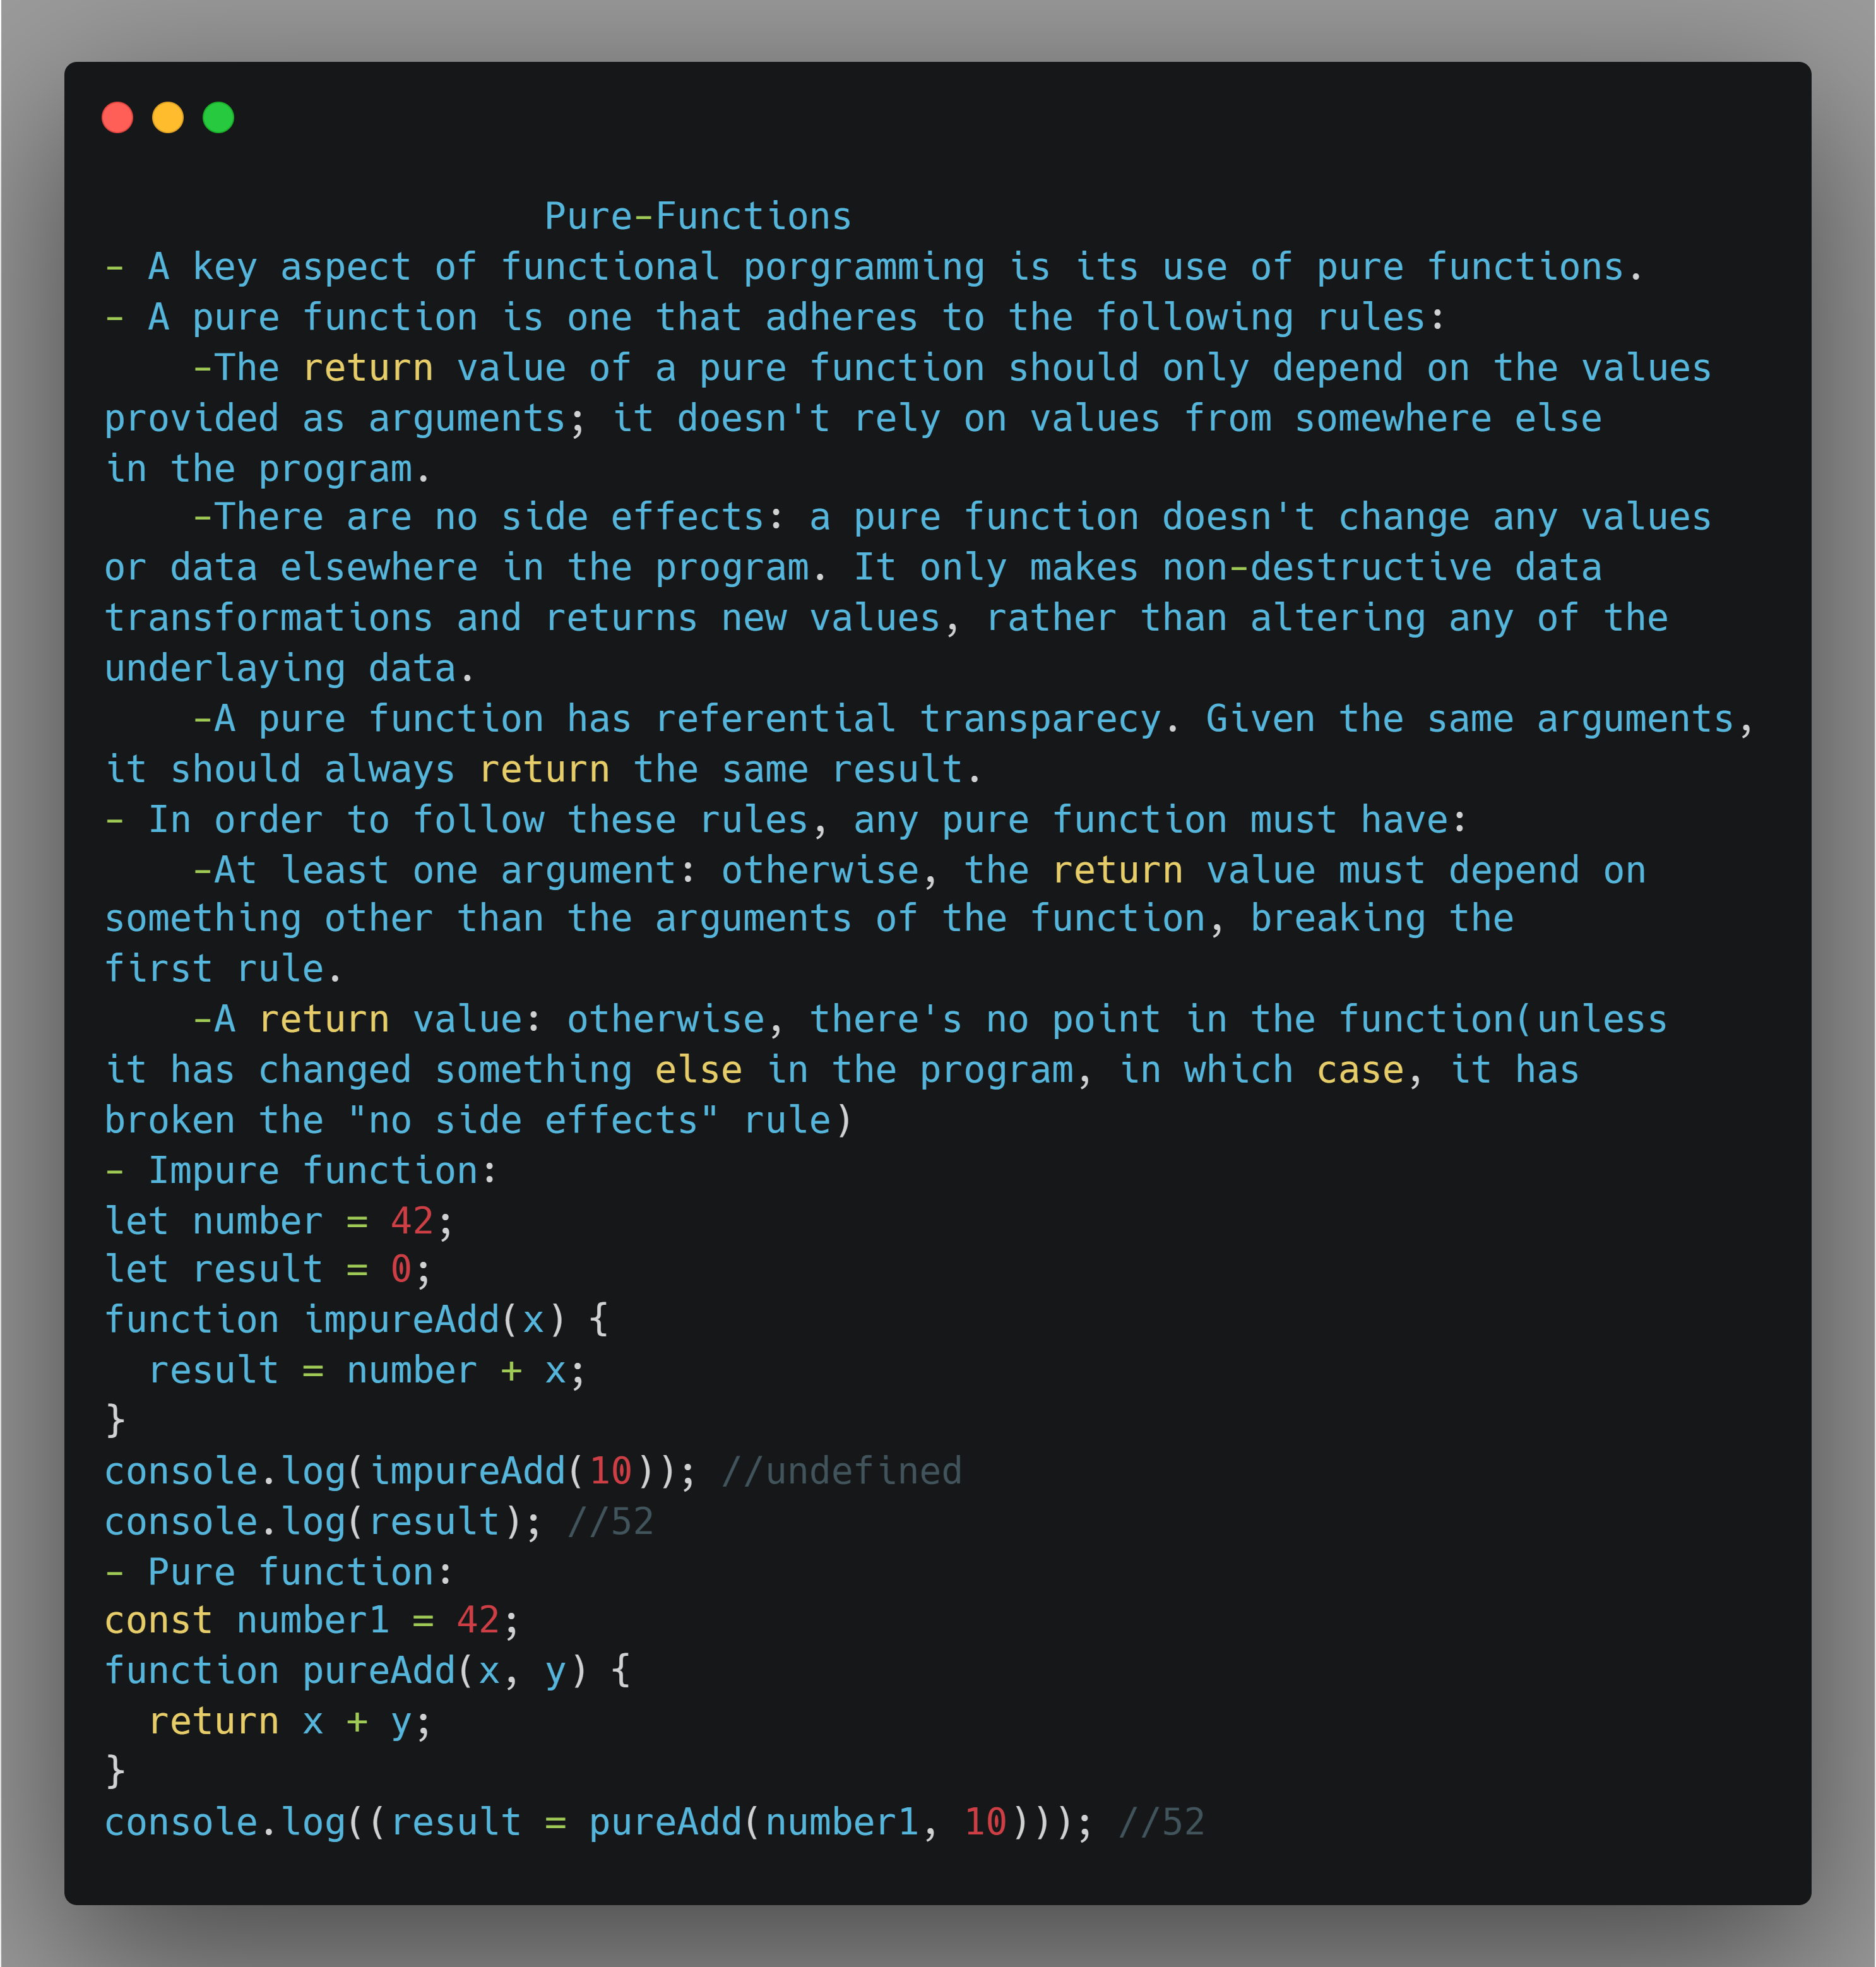 Pure-Functions
- A key aspect of functional porgramming is its use of pure functions.
- A pure function is one that adheres to the following rules:
    -The return value of a pure function should only depend on the values
provided as arguments; it doesn't rely on values from somewhere else
in the program.
    -There are no side effects: a pure function doesn't change any values
or data elsewhere in the program. It only makes non-destructive data
transformations and returns new values, rather than altering any of the
underlaying data.
    -A pure function has referential transparecy. Given the same arguments,
it should always return the same result.
- In order to follow these rules, any pure function must have:
    -At least one argument: otherwise, the return value must depend on
something other than the arguments of the function, breaking the
first rule.
    -A return value: otherwise, there's no point in the function(unless
it has changed something else in the program, in which case, it has
broken the "no side effects" rule)
- Impure function:
let number = 42;
let result = 0;
function impureAdd(x) {
  result = number + x;
}
console.log(impureAdd(10)); //undefined
console.log(result); //52
- Pure function:
const number1 = 42;
function pureAdd(x, y) {
  return x + y;
}
console.log((result = pureAdd(number1, 10))); //52